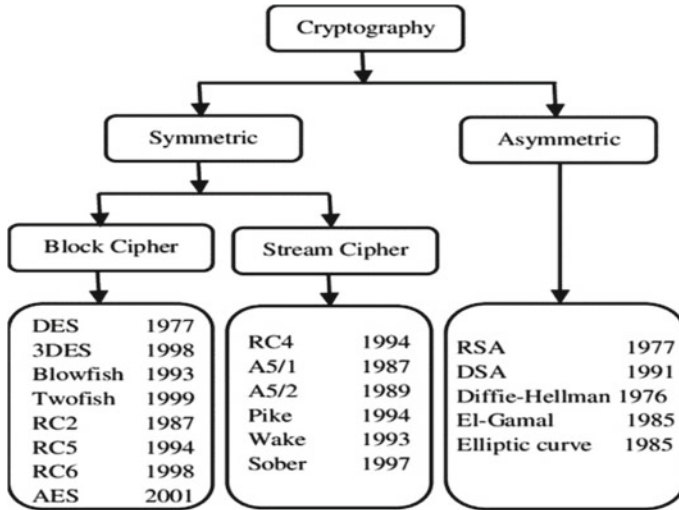 Cryptography
Symmetric
Asymmetric
Block Cipher
Stream Cipher
DES 1977
3DES 1998
Blowfish 1993
Twofish 1999
RC2 1987
RC5 1994
RC6 1998
AES 2001
RC4 1994
A5/1 1987
A5/2 1989
Pike 1994
Wake 1993
Sober 1997
RSA 1977
DSA 1991
Diffie-Hellman 1976
El-Gamal 1985
Elliptic curve 1985